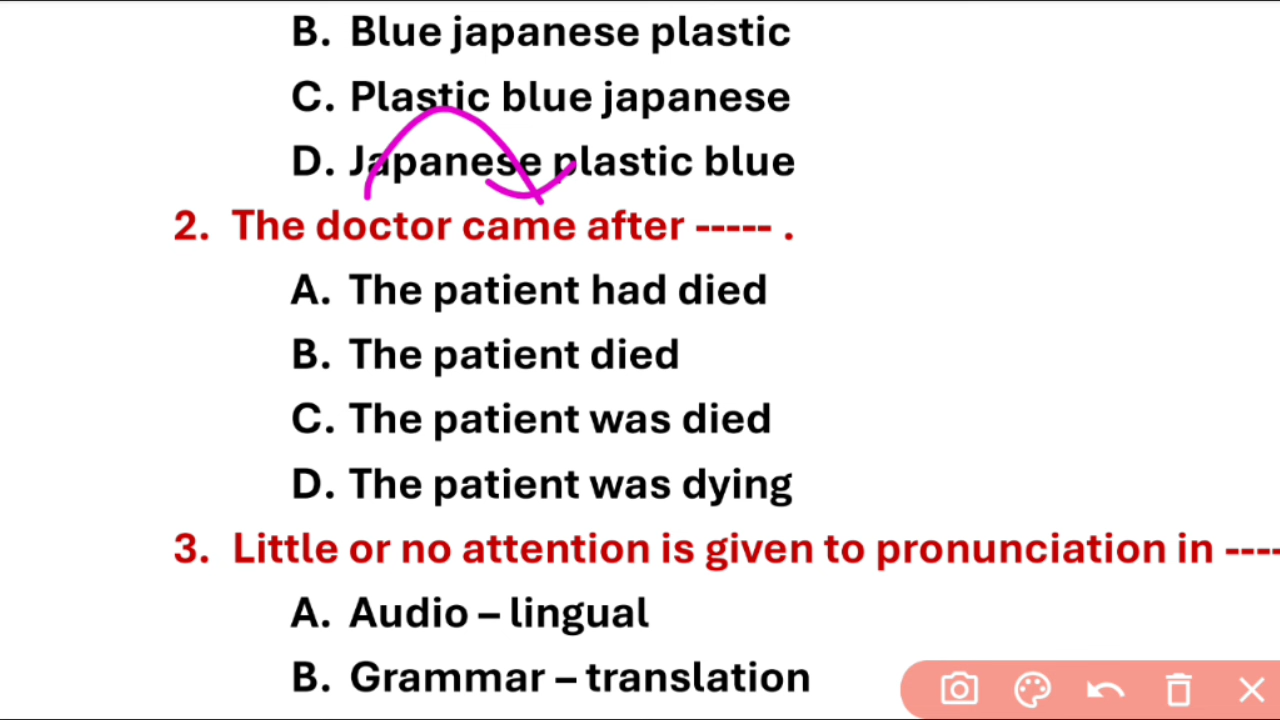 B. Blue japanese plastic
C. Plastic blue japanese
D. Japanese plastic blue
2. The doctor came after ----- .
A. The patient had died
B. The patient died
C. The patient was died
D. The patient was dying
3. Little or no attention is given to pronunciation in ----
A. Audio – lingual
B. Grammar – translation